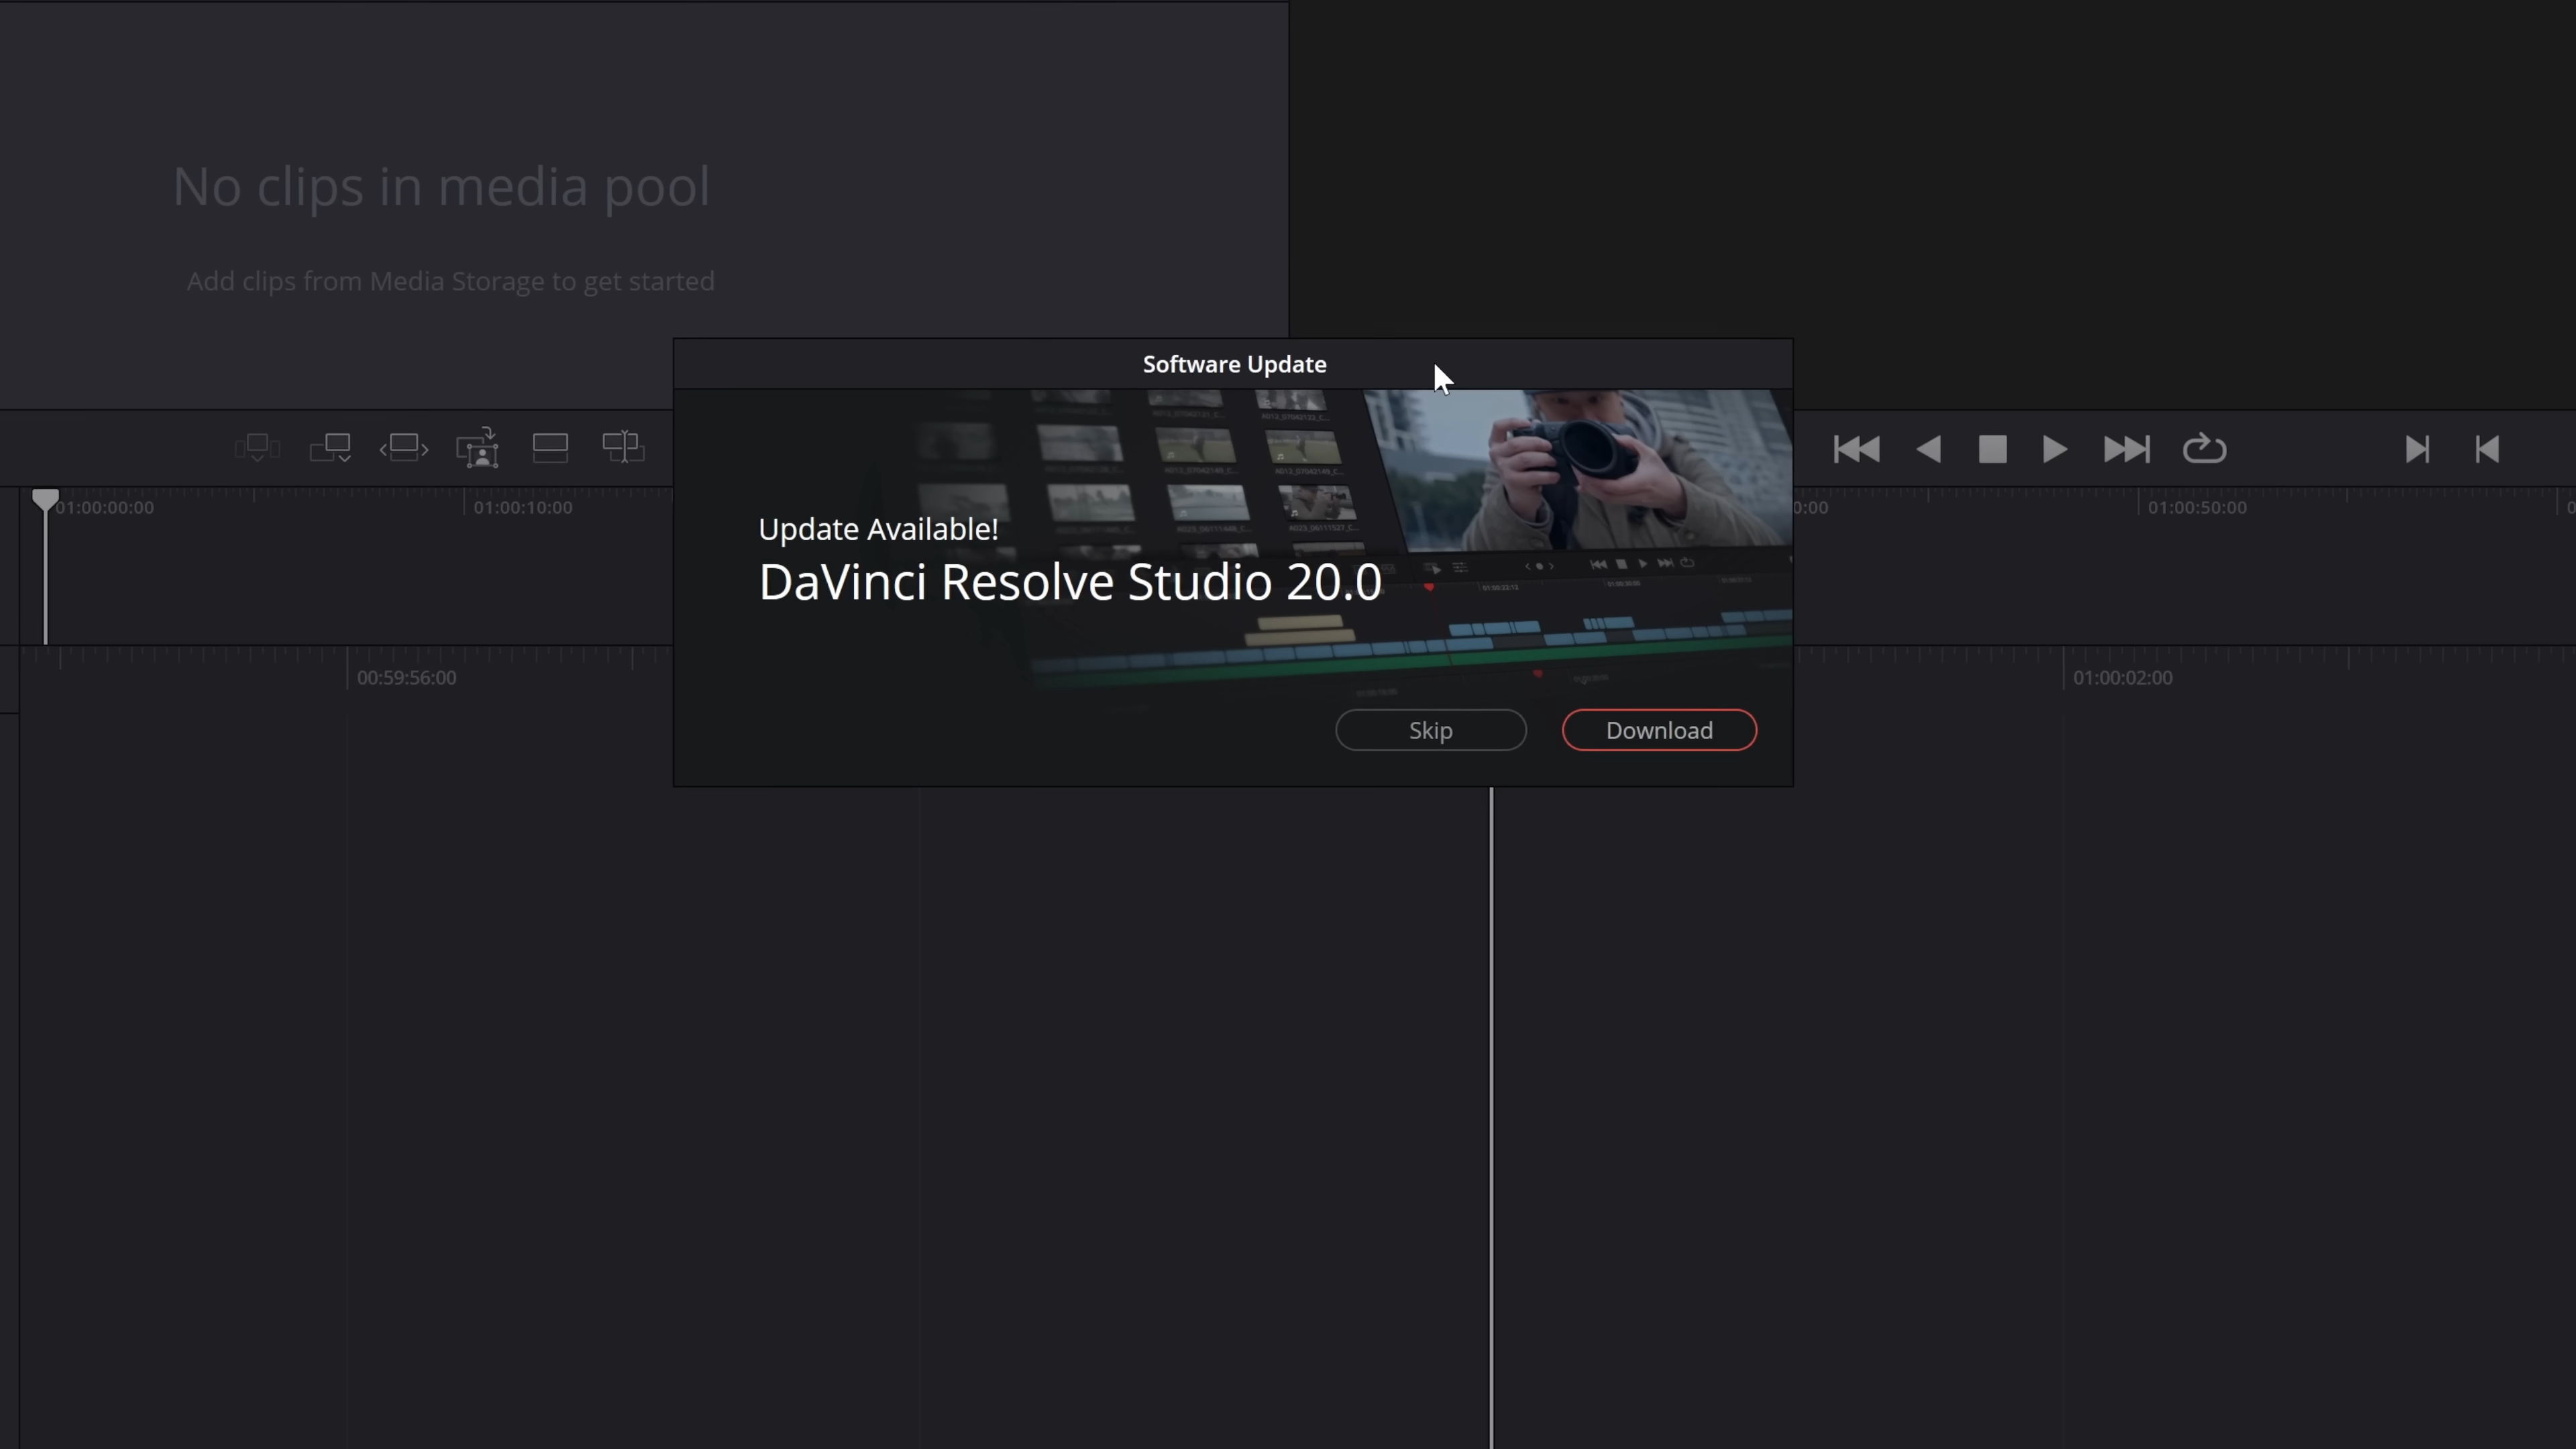 No clips in media pool
Add clips from Media Storage to get started
Software Update
Update Available!
DaVinci Resolve Studio 20.0
Skip
Download
01:00:00:00
01:00:10:00
0:00
01:00:50:00
00:59:56:00
01:00:02:00